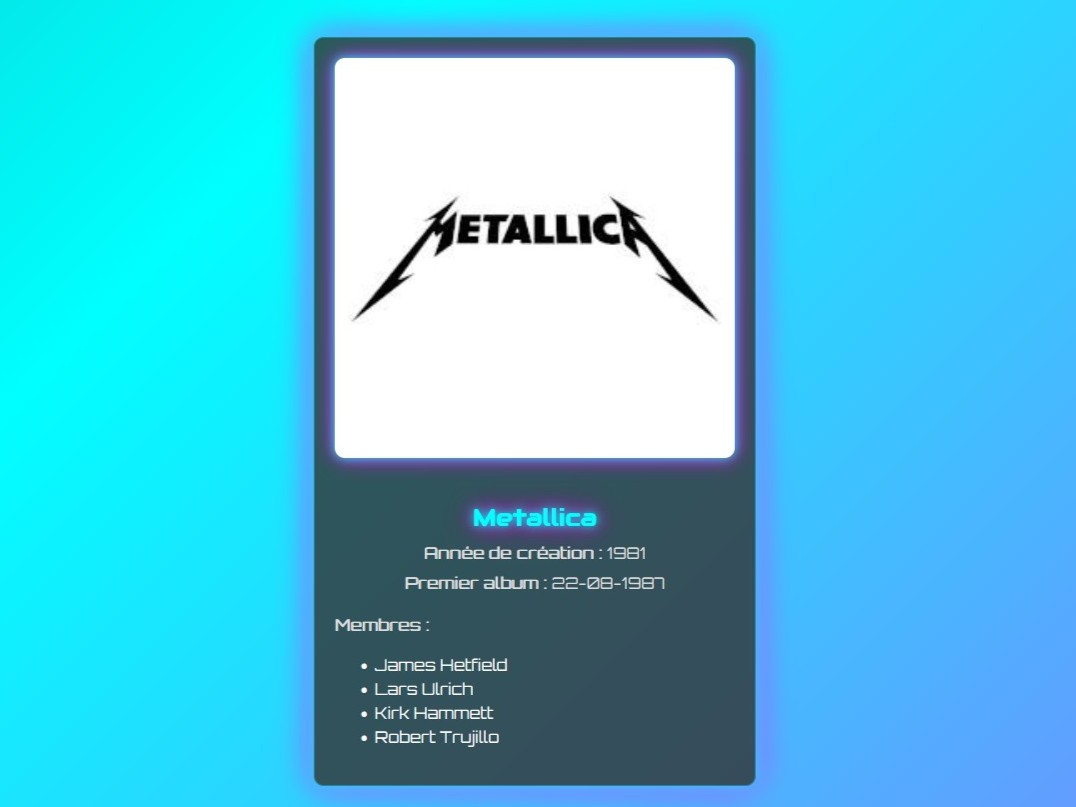 METALLICA
Metallica
Année de création : 1981
Premier album : 22-08-1987
Membres :
• James Hetfield
• Lars Ulrich
• Kirk Hammett
• Robert Trujillo